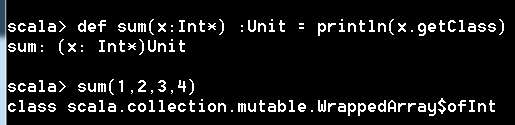 scala> def sum(x:Int*) :Unit = println(x.getClass)
sum: (x: Int*)Unit
scala> sum(1,2,3,4)
class scala.collection.mutable.WrappedArray$ofInt